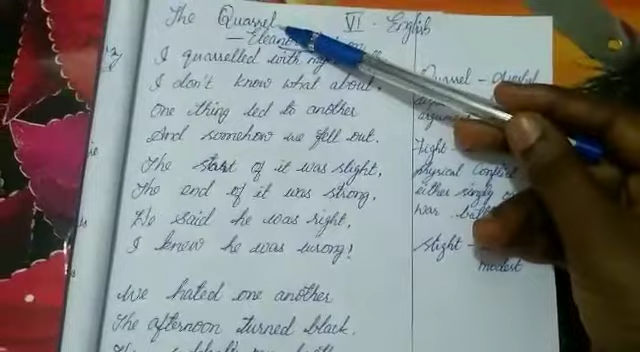 The Quarrel VI - English
— Eleanor
I quarrelled with my
I don't know what about,
One thing led to another
And somehow we fell out.
The start of it was slight,
The end of it was strong,
He said he was right,
I knew he was wrong!
We hated one another
The afternoon turned black.
Quarrel -
argument
Fight -
physical conflict
either singly or
war
slight -
modest